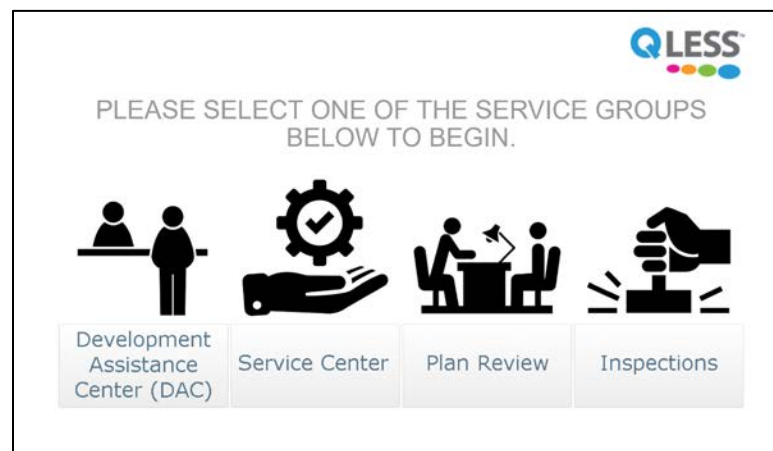 QLESS™
PLEASE SELECT ONE OF THE SERVICE GROUPS
BELOW TO BEGIN.
Development
Assistance
Center (DAC)
Service Center
Plan Review
Inspections